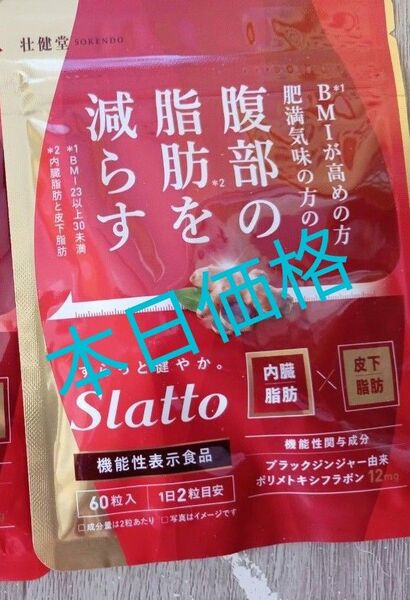 壮健堂 SOKENDO
BMIが高めの方*1
肥満気味の方の
腹部の
脂肪を*2
減らす
*1 BMI23以上30未満
*2 内臓脂肪と皮下脂肪
本日価格
すらっと健やか。
Slatto
内臓脂肪 × 皮下脂肪
機能性表示食品
機能性関与成分
ブラックジンジャー由来
ポリメトキシフラボン 12mg
60粒入 1日2粒目安
□成分量は2粒あたり □写真はイメージです